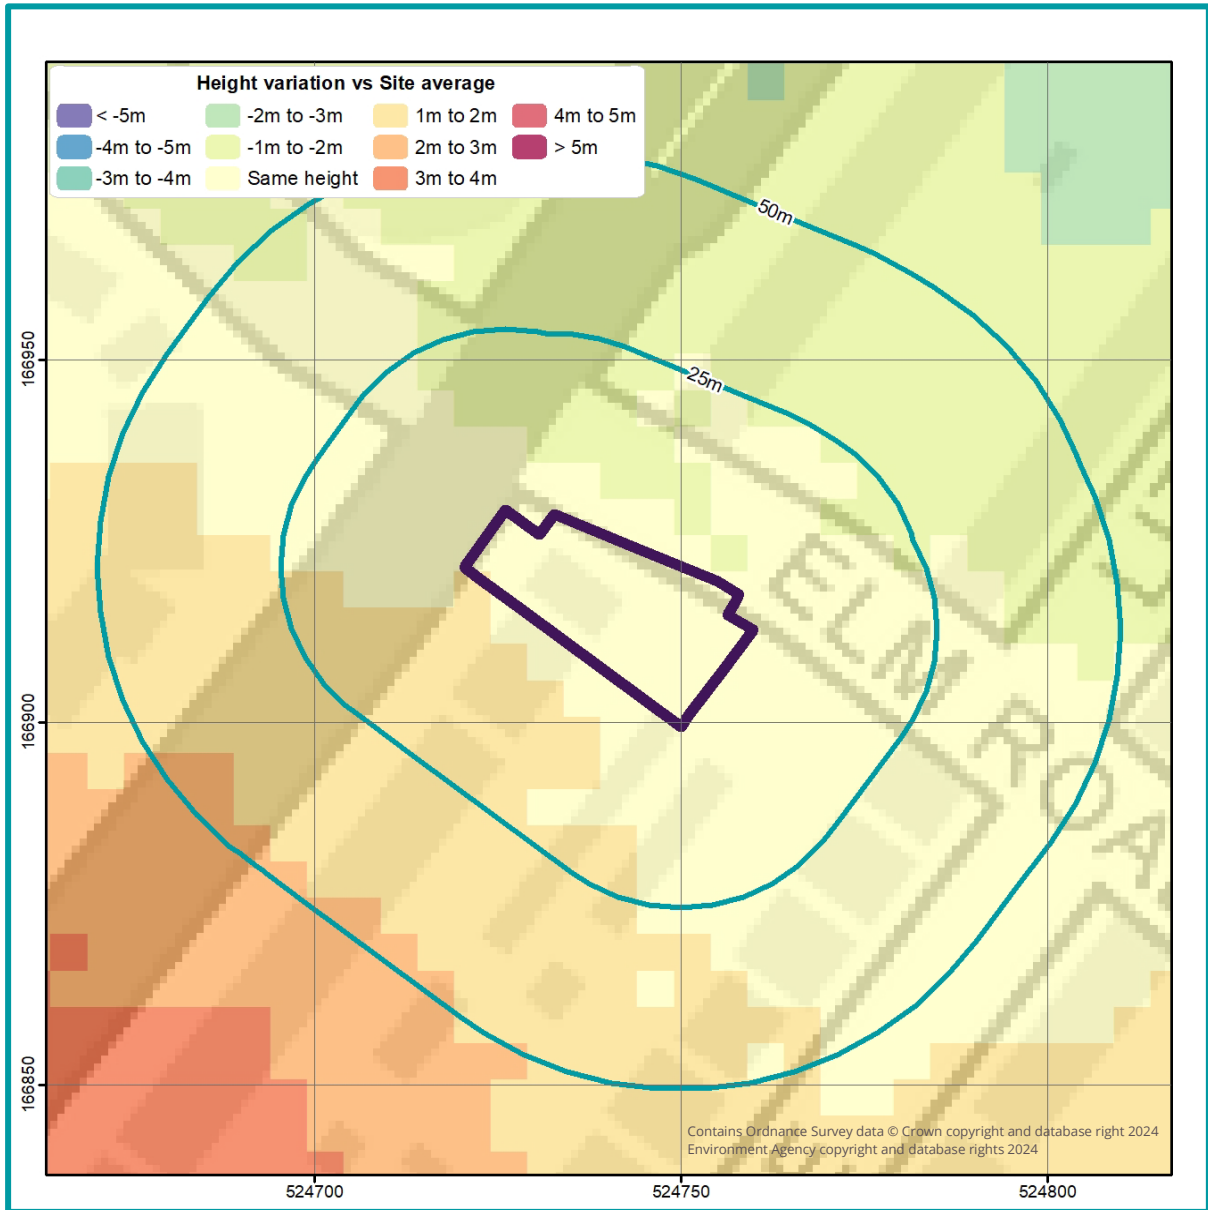 Height variation vs Site average
< -5m -2m to -3m 1m to 2m 4m to 5m
-4m to -5m -1m to -2m 2m to 3m > 5m
-3m to -4m Same height 3m to 4m
50m
25m
166950
166900
166850
ELM
ROA
Contains Ordnance Survey data © Crown copyright and database right 2024
Environment Agency copyright and database rights 2024
524700 524750 524800